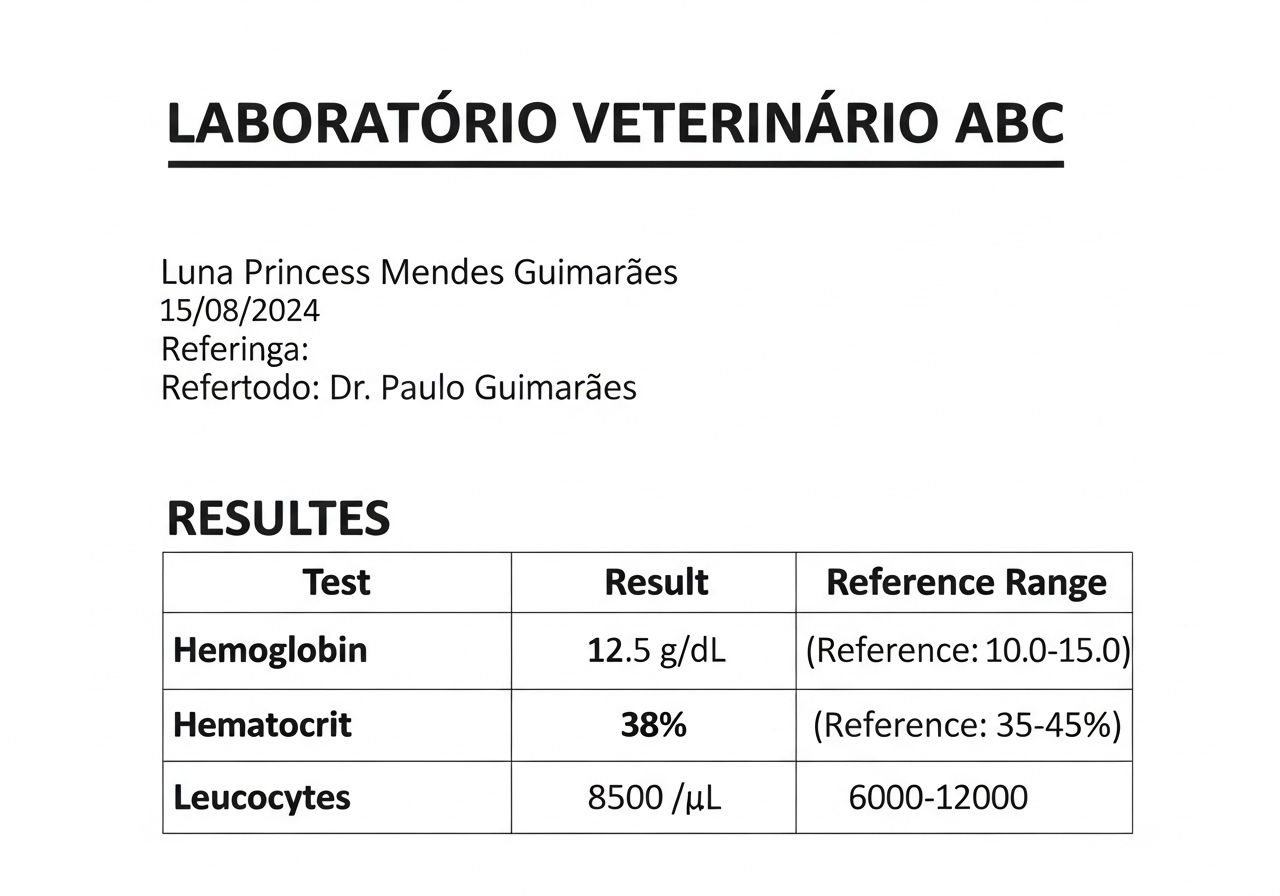 LABORATÓRIO VETERINÁRIO ABC
Luna Princess Mendes Guimarães
15/08/2024
Referinga:
Refertodo: Dr. Paulo Guimarães
RESULTES
Test Result Reference Range
Hemoglobin 12.5 g/dL (Reference: 10.0-15.0)
Hematocrit 38% (Reference: 35-45%)
Leucocytes 8500 /µL 6000-12000